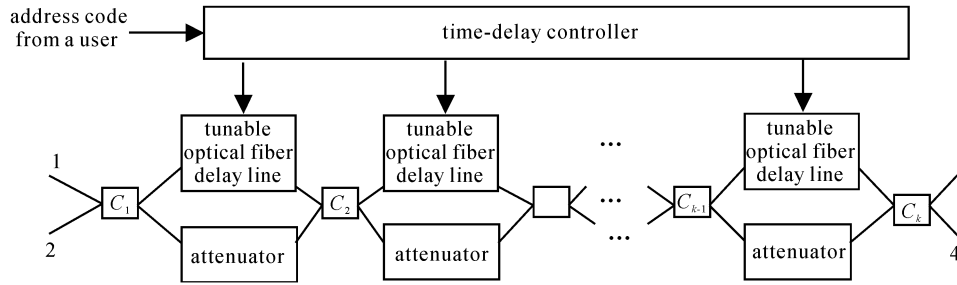 address code
from a user
time-delay controller
tunable
optical fiber
delay line
tunable
optical fiber
delay line
...
tunable
optical fiber
delay line
1
2
C1
C2
...
Ck-1
Ck
4
attenuator
attenuator
...
attenuator